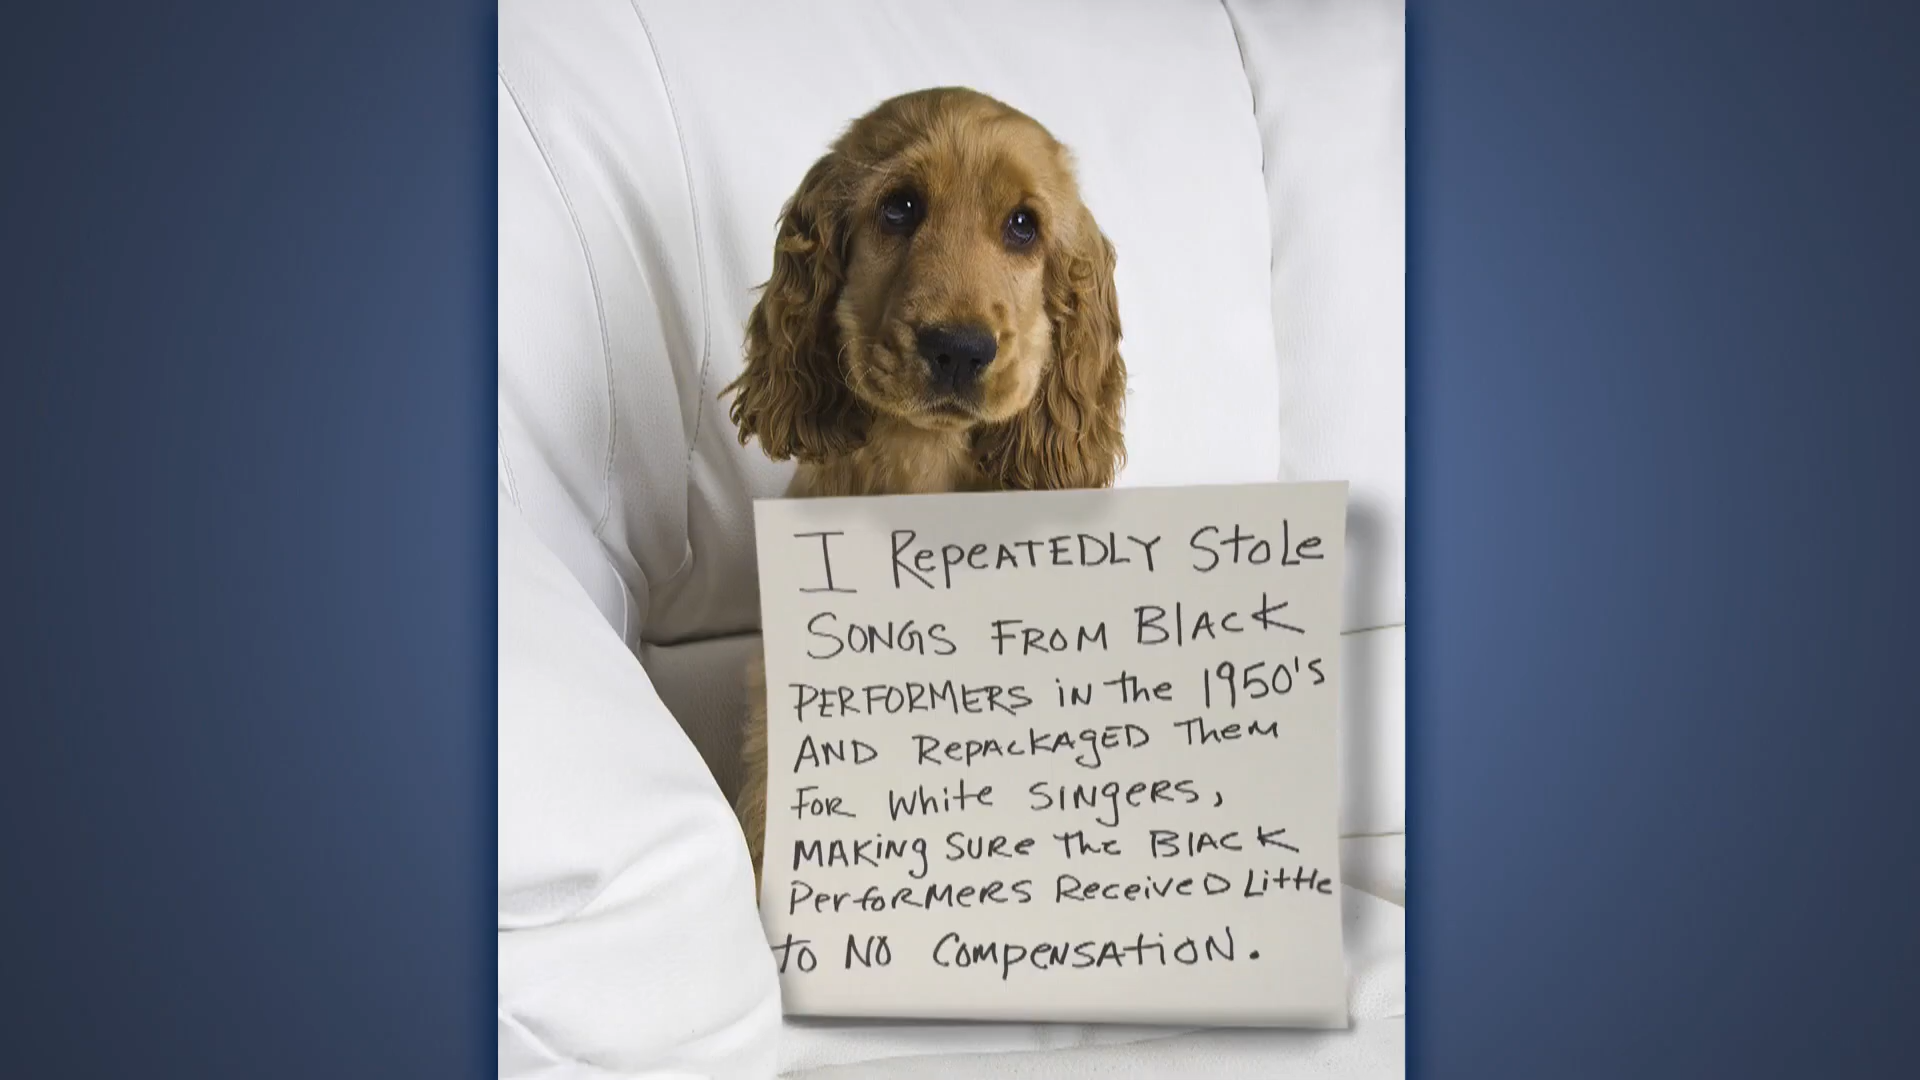 I RePeATEDLY StoLe
SONGS FROM BlAcK
PERFORMERS iN the 1950's
AND RePAcKAgED TheM
FoR White SINgeRS,
MAKiNg SURe the BlAcK
PerfoRMeRS ReceiveD Little
to NO COMPeNSAtiON.